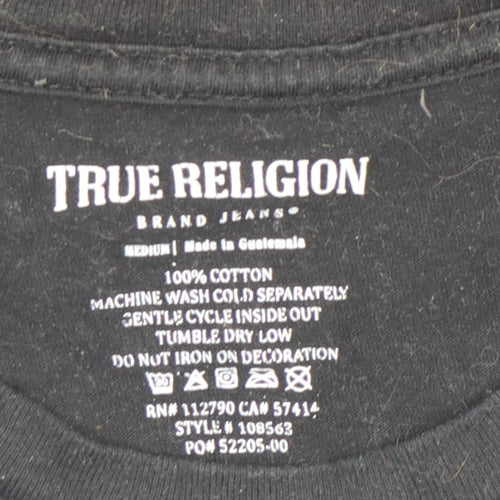 TRUE RELIGION
BRAND JEANS®
MEDIUM | Made in Guatemala
100% COTTON
MACHINE WASH COLD SEPARATELY
GENTLE CYCLE INSIDE OUT
TUMBLE DRY LOW
DO NOT IRON ON DECORATION
RN# 112790 CA# 57414
STYLE # 108563
PO# 52205-00